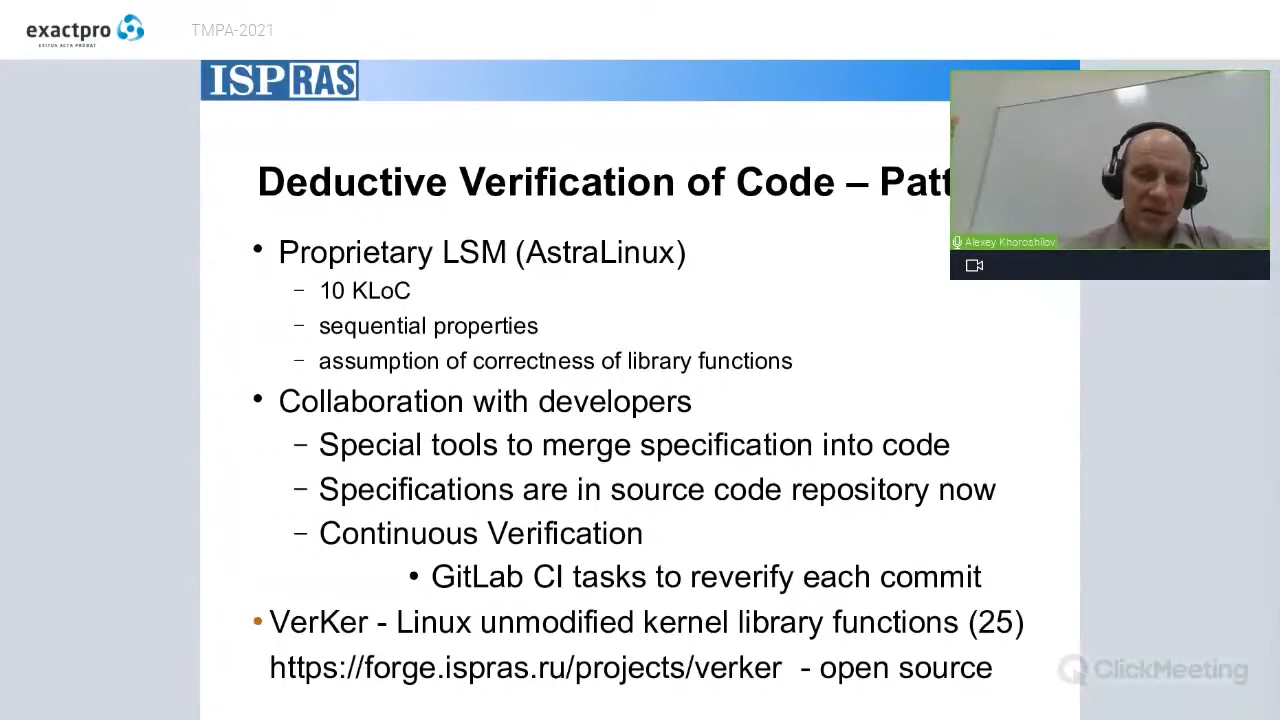 exactpro
EXITUS ACTA PROBAT
TMPA-2021
ISP RAS
Deductive Verification of Code – Patt
Alexey Khoroshilov
• Proprietary LSM (AstraLinux)
– 10 KLoC
– sequential properties
– assumption of correctness of library functions
• Collaboration with developers
– Special tools to merge specification into code
– Specifications are in source code repository now
– Continuous Verification
• GitLab CI tasks to reverify each commit
• VerKer - Linux unmodified kernel library functions (25)
https://forge.ispras.ru/projects/verker - open source
ClickMeeting